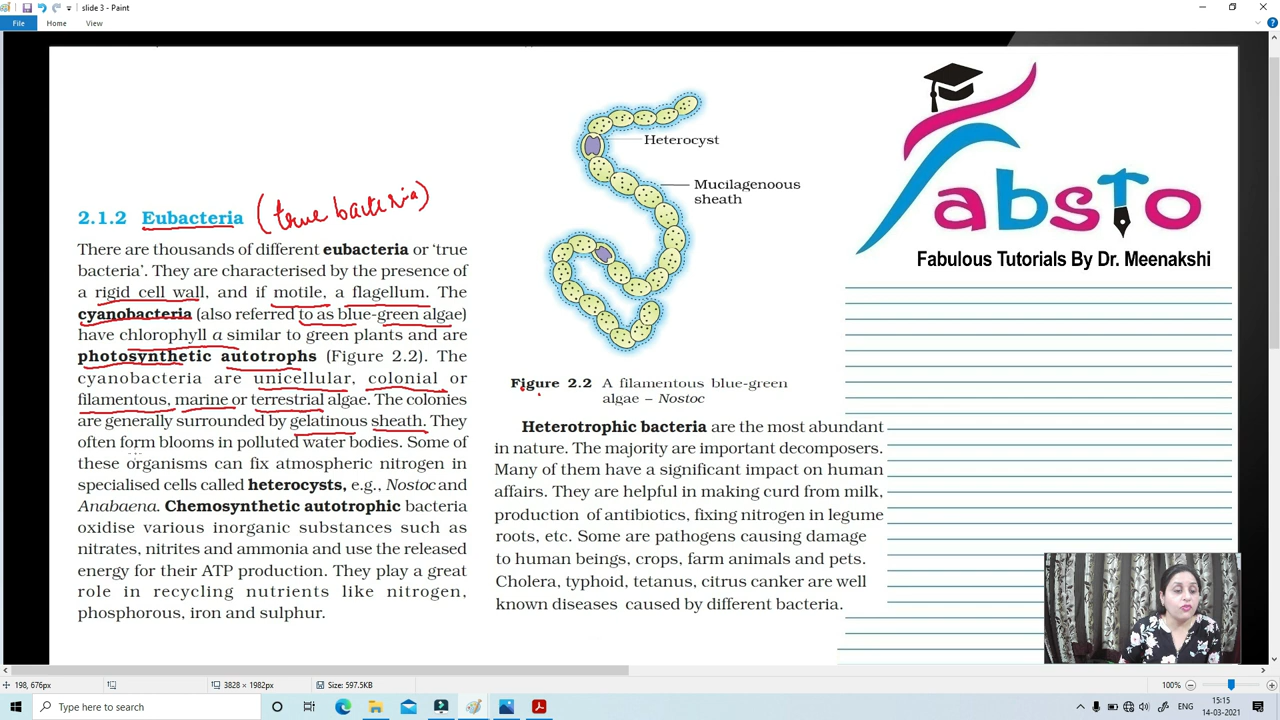 slide 3 - Paint
File Home View
2.1.2 Eubacteria (true bacteria)
There are thousands of different eubacteria or 'true
bacteria'. They are characterised by the presence of
a rigid cell wall, and if motile, a flagellum. The
cyanobacteria (also referred to as blue-green algae)
have chlorophyll a similar to green plants and are
photosynthetic autotrophs (Figure 2.2). The
cyanobacteria are unicellular, colonial or
filamentous, marine or terrestrial algae. The colonies
are generally surrounded by gelatinous sheath. They
often form blooms in polluted water bodies. Some of
these organisms can fix atmospheric nitrogen in
specialised cells called heterocysts, e.g., Nostoc and
Anabaena. Chemosynthetic autotrophic bacteria
oxidise various inorganic substances such as
nitrates, nitrites and ammonia and use the released
energy for their ATP production. They play a great
role in recycling nutrients like nitrogen,
phosphorous, iron and sulphur.
Heterocyst
Mucilagenoous
sheath
Figure 2.2 A filamentous blue-green
algae – Nostoc
Heterotrophic bacteria are the most abundant
in nature. The majority are important decomposers.
Many of them have a significant impact on human
affairs. They are helpful in making curd from milk,
production of antibiotics, fixing nitrogen in legume
roots, etc. Some are pathogens causing damage
to human beings, crops, farm animals and pets.
Cholera, typhoid, tetanus, citrus canker are well
known diseases caused by different bacteria.
absto
Fabulous Tutorials By Dr. Meenakshi
198, 676px 3828 × 1982px Size: 597.5KB 100%
Type here to search ENG 15:15
14-03-2021